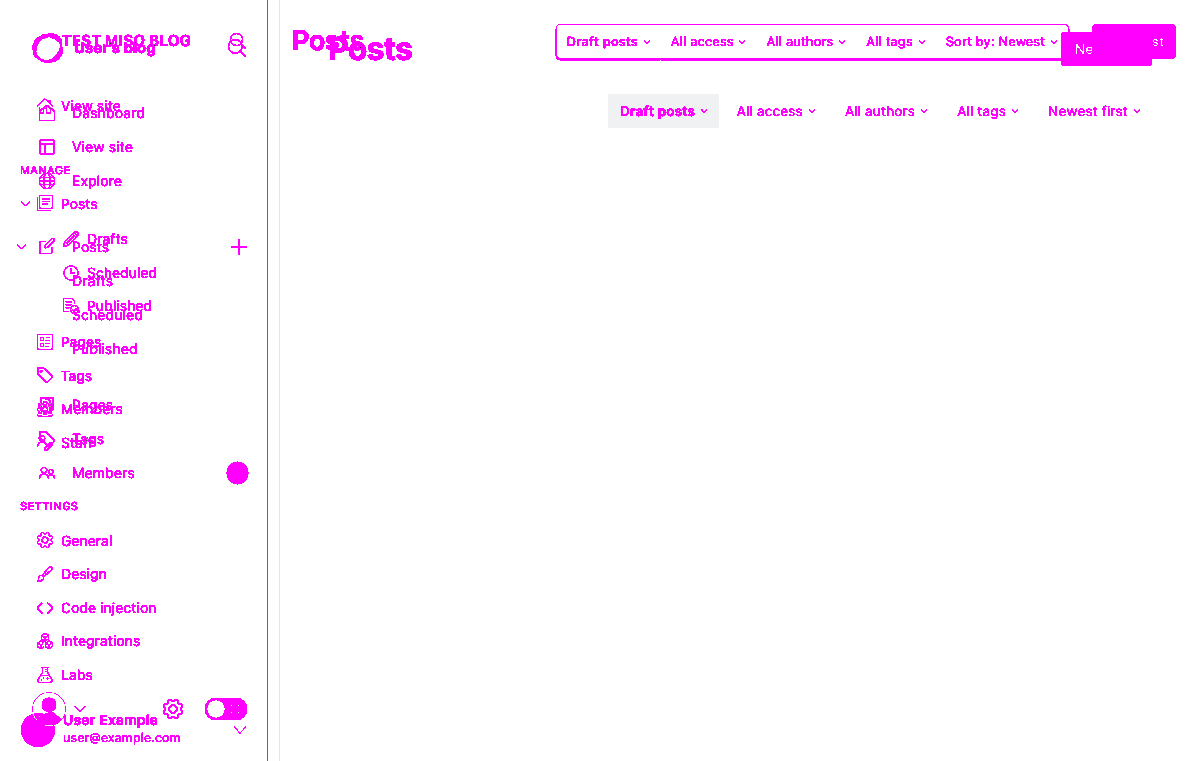 TEST MISO BLOG
User's Blog
Posts
Posts
Draft posts All access All authors All tags Sort by: Newest
Ne st
View site
Dashboard
Draft posts All access All authors All tags Newest first
View site
MANAGE
Explore
Posts
Drafts
Posts
Scheduled
Drafts
Published
Scheduled
Pages
Published
Tags
Pages
Members
Tags
Staff
Members
SETTINGS
General
Design
Code injection
Integrations
Labs
User Example
user@example.com